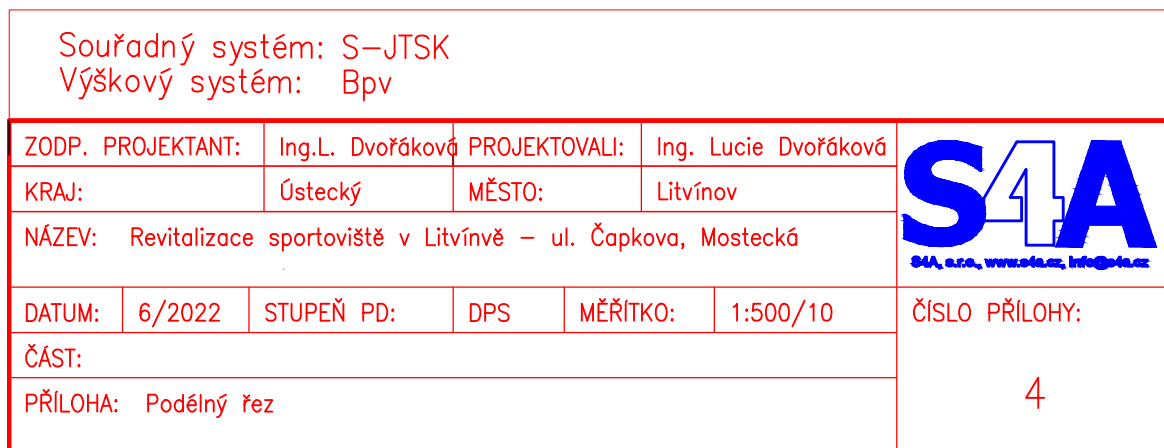 Souřadný systém: S-JTSK
Výškový systém: Bpv
ZODP. PROJEKTANT: Ing.L. Dvořáková PROJEKTOVALI: Ing. Lucie Dvořáková
KRAJ: Ústecký MĚSTO: Litvínov
S4A
NÁZEV: Revitalizace sportoviště v Litvínvě – ul. Čapkova, Mostecká
S4A, s.r.o., www.s4a.cz, info@s4a.cz
DATUM: 6/2022 STUPEŇ PD: DPS MĚŘÍTKO: 1:500/10 ČÍSLO PŘÍLOHY:
ČÁST:
PŘÍLOHA: Podélný řez 4